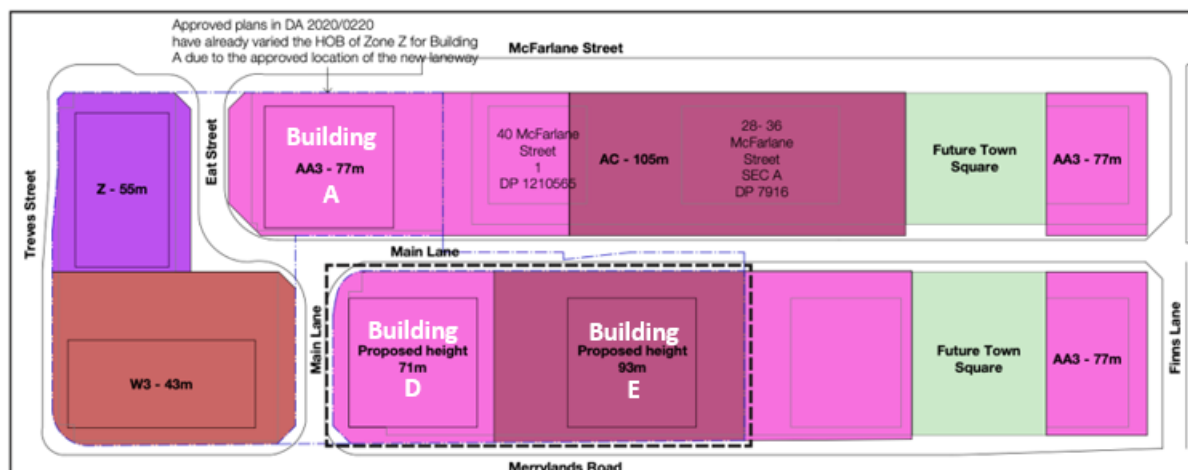 Approved plans in DA 2020/0220
have already varied the HOB of Zone Z for Building
A due to the approved location of the new laneway
McFarlane Street
Treves Street
Z - 55m
Eat Street
Building
AA3 - 77m
A
40 McFarlane
Street
1
DP 1210565
AC - 105m
28- 36
McFarlane
Street
SEC A
DP 7916
Future Town
Square
AA3 - 77m
Main Lane
W3 - 43m
Main Lane
Building
Proposed height
71m
D
Building
Proposed height
93m
E
Future Town
Square
AA3 - 77m
Finns Lane
Merrylands Road